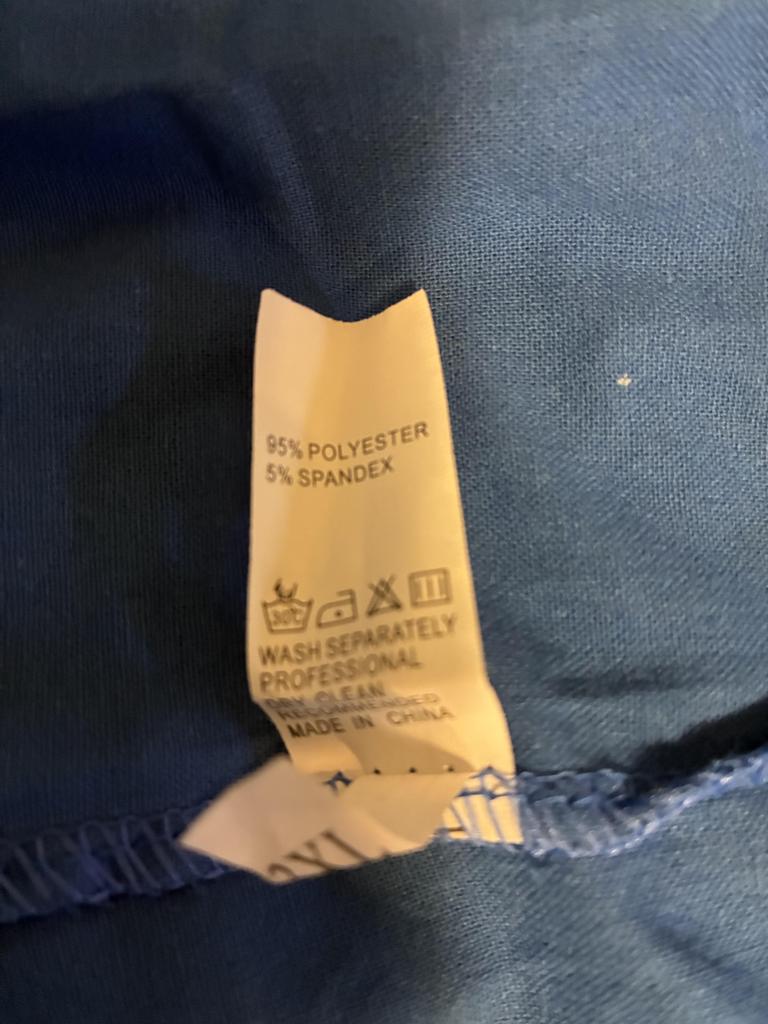 95% POLYESTER
5% SPANDEX
30℃
WASH SEPARATELY
PROFESSIONAL
DRY CLEAN
RECOMMENDED
MADE IN CHINA